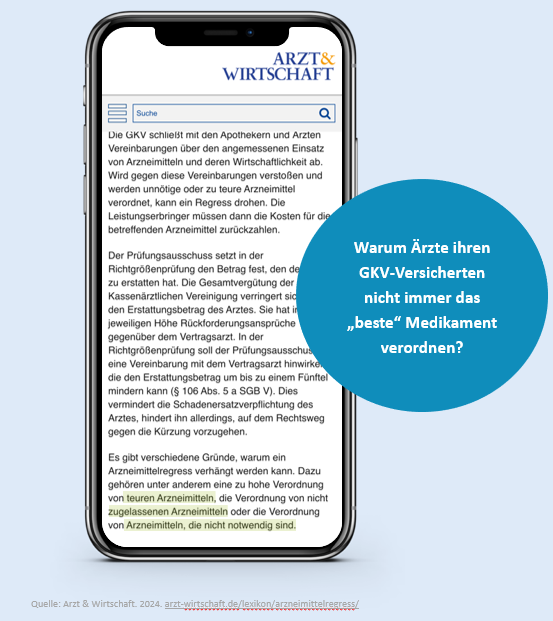 ARZT&
WIRTSCHAFT
Suche
Die GKV schließt mit den Apothekern und Ärzten
Vereinbarungen über den angemessenen Einsatz
von Arzneimitteln und deren Wirtschaftlichkeit ab.
Wird gegen diese Vereinbarungen verstoßen und
werden unnötige oder zu teure Arzneimittel
verordnet, kann ein Regress drohen. Die
Leistungserbringer müssen dann die Kosten für die
betreffenden Arzneimittel zurückzahlen.
Der Prüfungsausschuss setzt in der
Richtgrößenprüfung den Betrag fest, den
zu erstatten hat. Die Gesamtvergütung der
Kassenärztlichen Vereinigung verringert
den Erstattungsbetrag des Arztes. Sie hat
jeweiligen Höhe Rückforderungsansprüche
gegenüber dem Vertragsarzt. In der
Richtgrößenprüfung soll der
eine Vereinbarung mit dem Vertragsarzt
die den Erstattungsbetrag um bis zu einem Fünftel
mindern kann (§ 106 Abs. 5 a SGB V). Dies
vermindert die Schadenersatzverpflichtung des
Arztes, hindert ihn allerdings, auf dem Rechtsweg
gegen die Kürzung vorzugehen.
Es gibt verschiedene Gründe, warum ein
Arzneimittelregress verhängt werden kann. Dazu
gehören unter anderem eine zu hohe Verordnung
von teuren Arzneimitteln, die Verordnung von nicht
zugelassenen Arzneimitteln oder die Verordnung
von Arzneimitteln, die nicht notwendig sind.
Warum Ärzte ihren
GKV-Versicherten
nicht immer das
„beste“ Medikament
verordnen?
Quelle: Arzt & Wirtschaft. 2024. arzt-wirtschaft.de/lexikon/arzneimittelregress/